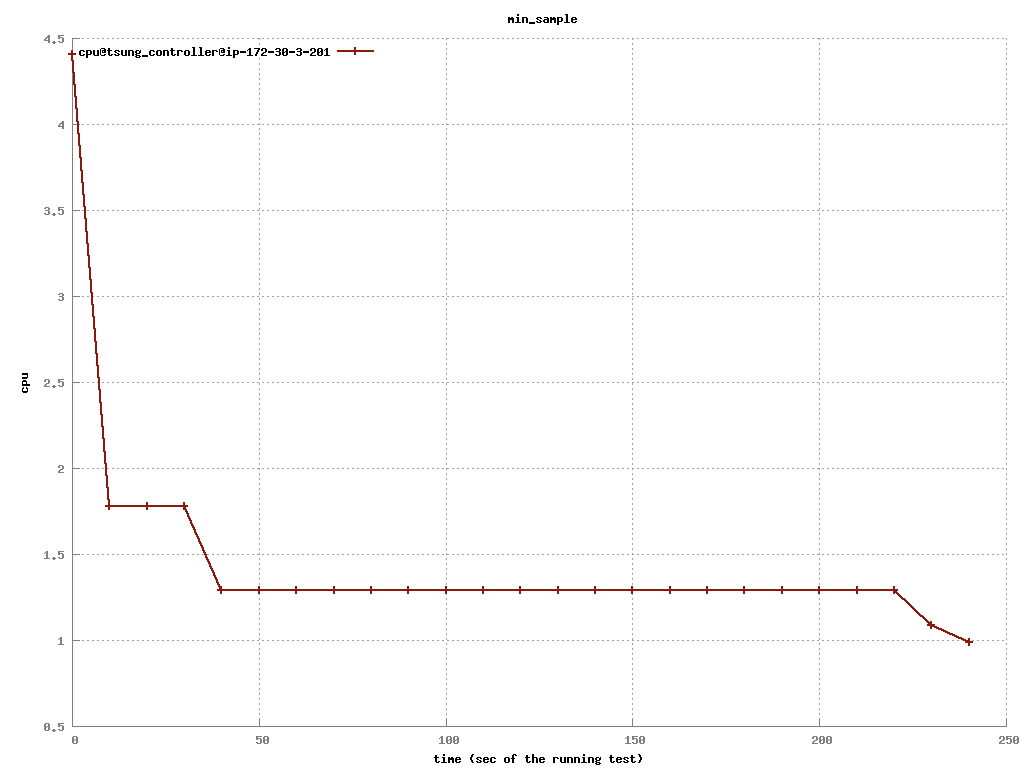 min_sample
4.5
cpu@tsung_controller@ip-172-30-3-201
4
3.5
3
2.5
cpu
2
1.5
1
0.5
0 50 100 150 200 250
time (sec of the running test)